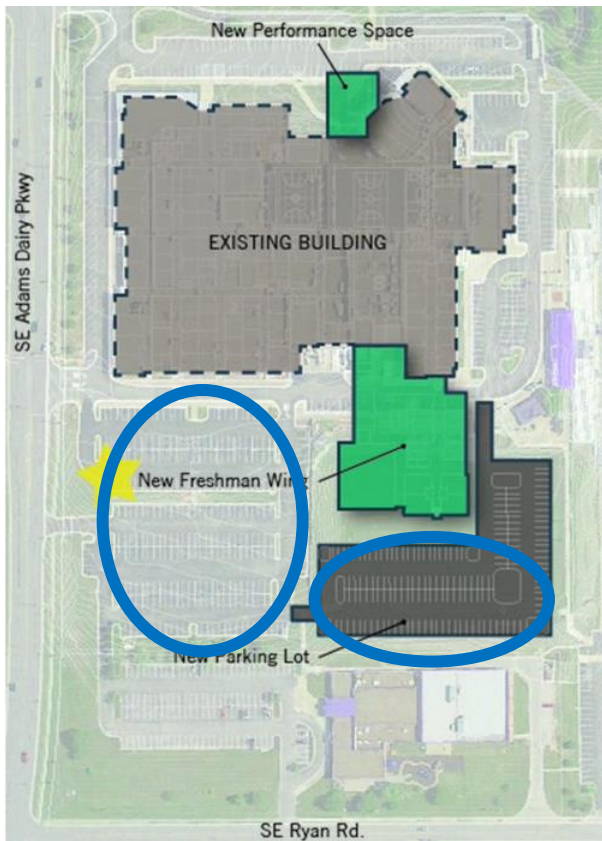 New Performance Space
EXISTING BUILDING
SE Adams Dairy Pkwy
New Freshman Wing
New Parking Lot
SE Ryan Rd.